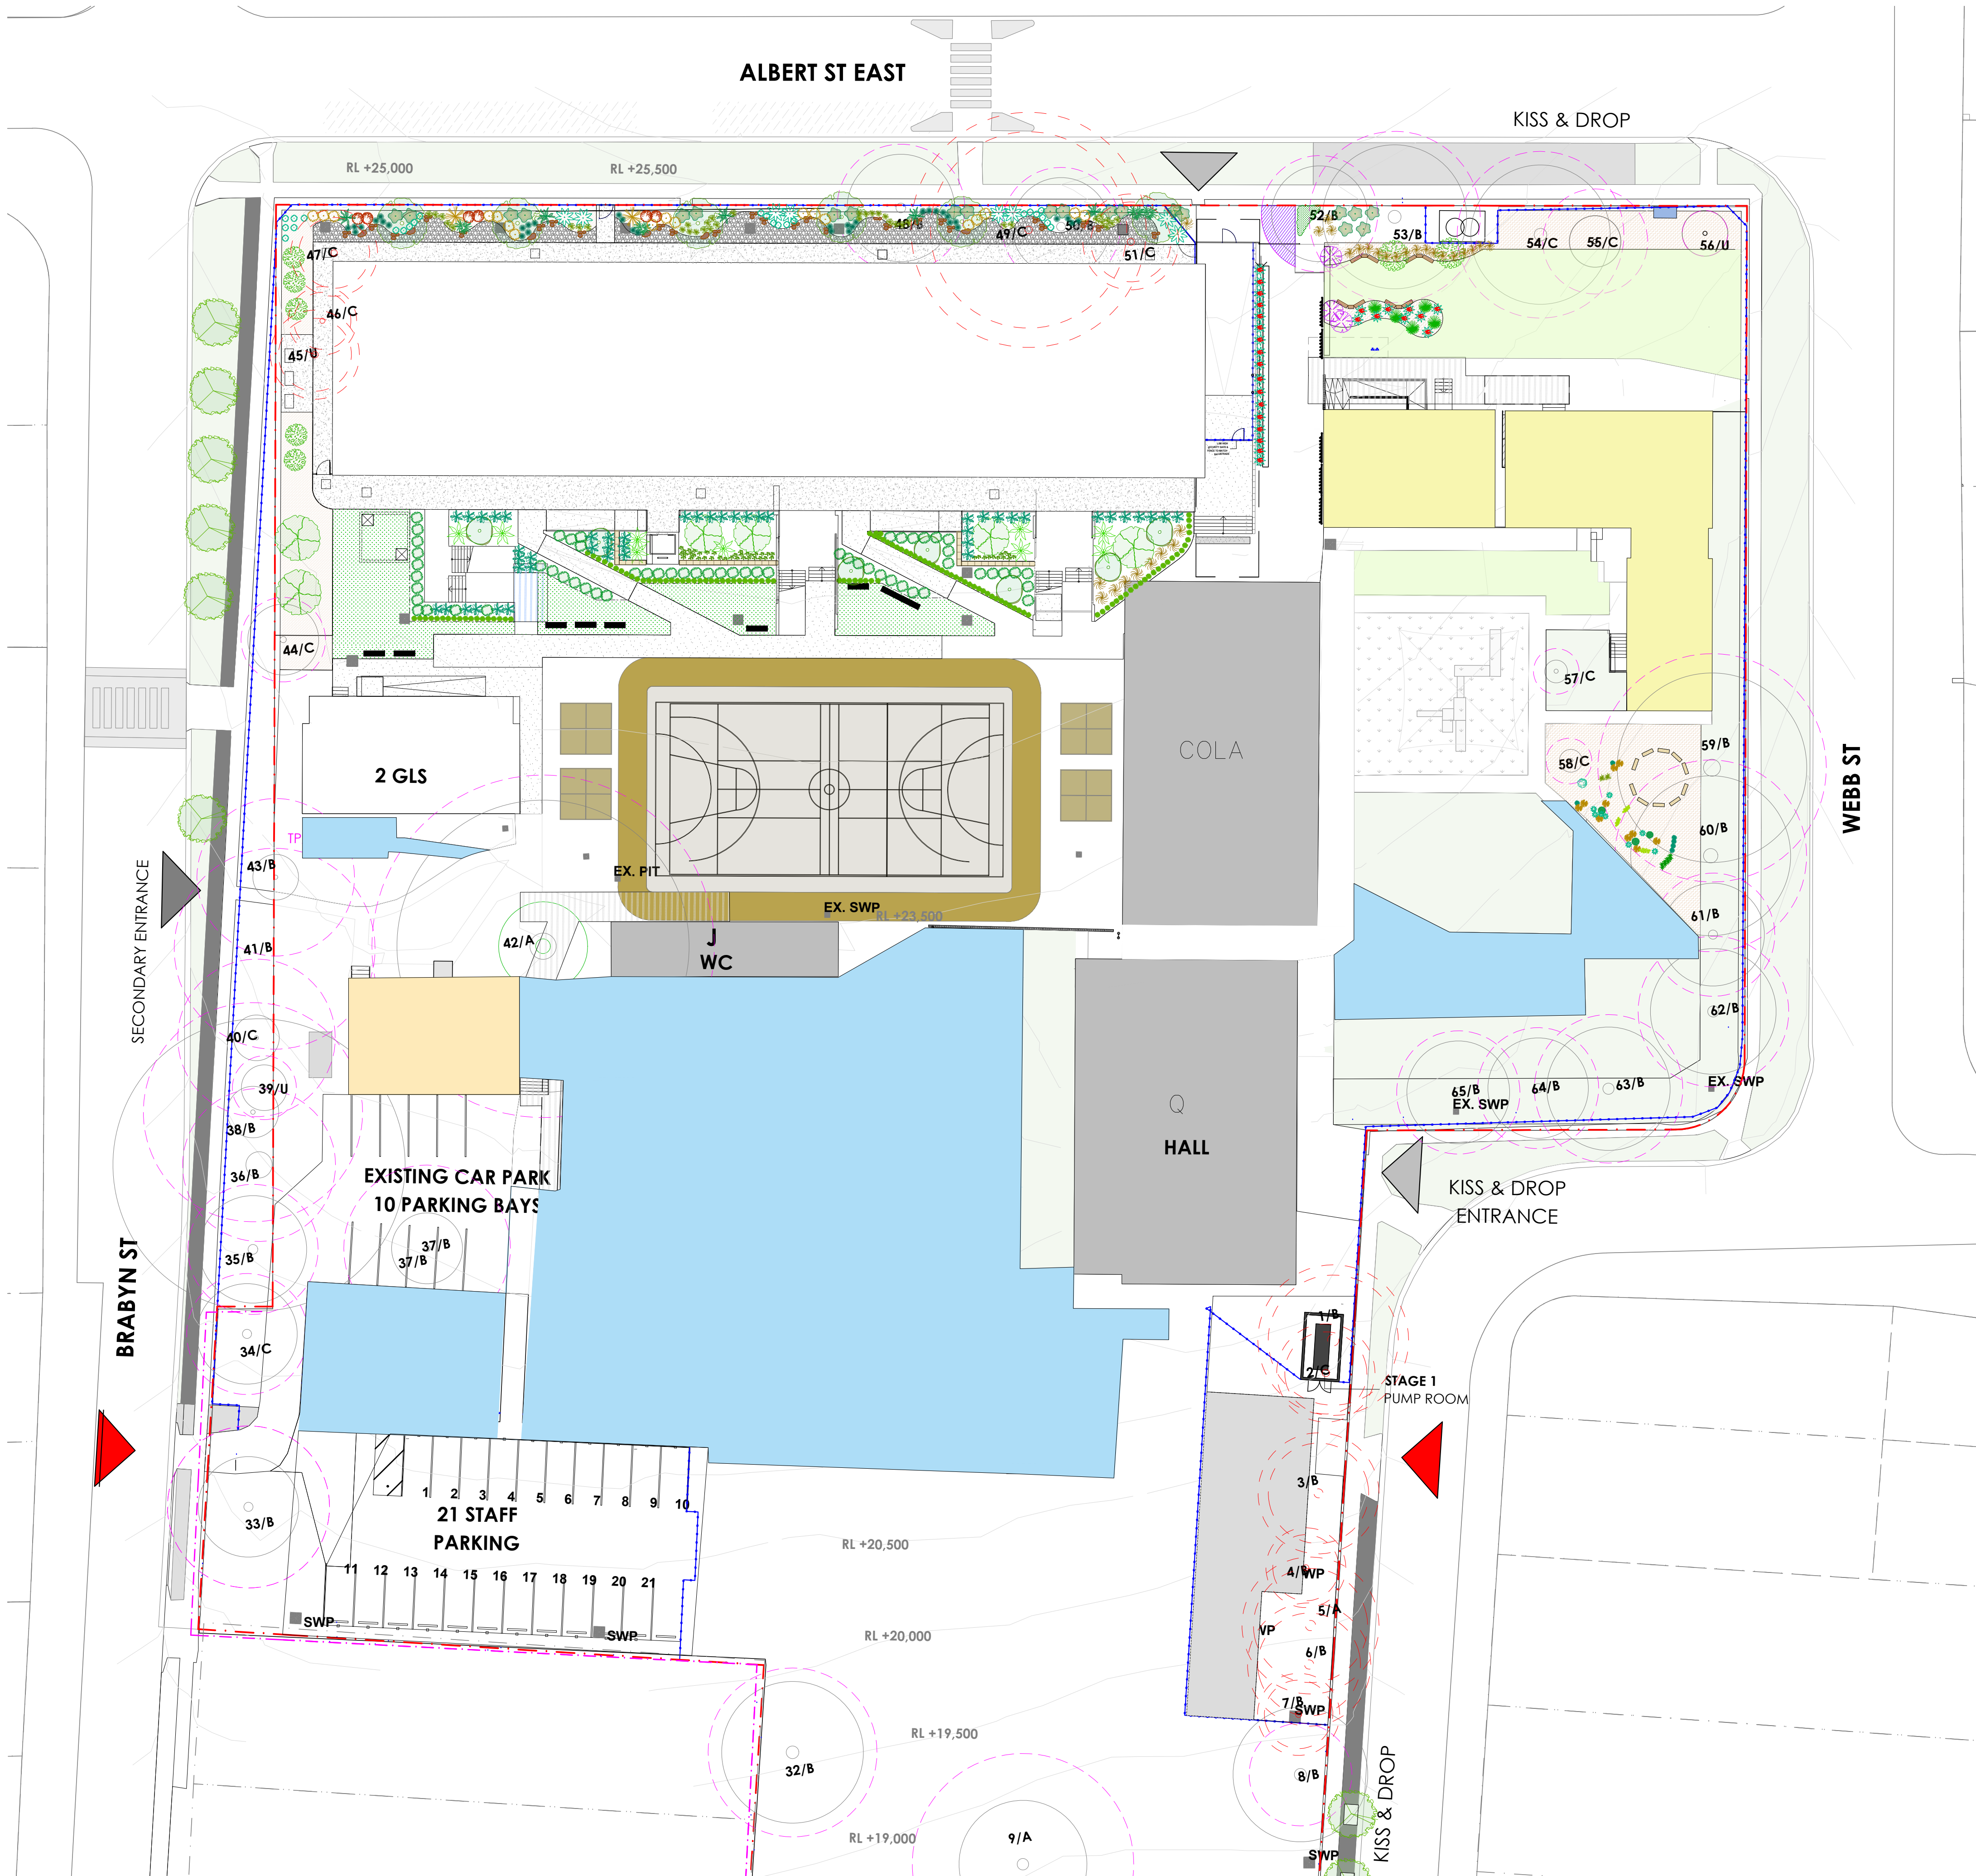 ALBERT ST EAST
KISS & DROP
RL +25,000
RL +25,500
48/B
49/C
50/B
51/C
52/B
53/B
54/C
55/C
56/U
47/C
46/C
45/U
44/C
57/C
58/C
59/B
60/B
61/B
62/B
63/B
64/B
65/B
EX. SWP
EX. SWP
WEBB ST
COLA
2 GLS
TP
43/B
SECONDARY ENTRANCE
EX. PIT
EX. SWP
RL +23,500
42/A
J
WC
41/B
40/C
39/U
38/B
36/B
35/B
34/C
33/B
EXISTING CAR PARK
10 PARKING BAYS
37/B
37/B
Q
HALL
KISS & DROP
ENTRANCE
BRABYN ST
1/B
2/C
STAGE 1
PUMP ROOM
3/B
1 2 3 4 5 6 7 8 9 10
21 STAFF
PARKING
11 12 13 14 15 16 17 18 19 20 21
SWP
SWP
RL +20,500
WP
5/A
WP
6/B
7/B
SWP
8/B
RL +20,000
RL +19,500
RL +19,000
32/B
9/A
KISS & DROP
SWP